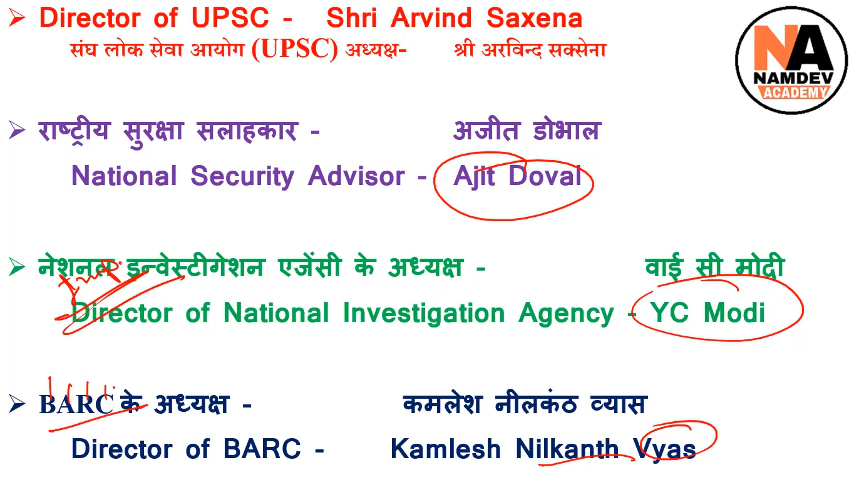 ➢ Director of UPSC - Shri Arvind Saxena
संघ लोक सेवा आयोग (UPSC) अध्यक्ष- श्री अरविन्द सक्सेना
NA
NAMDEV
ACADEMY
➢ राष्ट्रीय सुरक्षा सलाहकार - अजीत डोभाल
National Security Advisor - Ajit Doval
➢ नेशनल इन्वेस्टीगेशन एजेंसी के अध्यक्ष - वाई सी मोदी
Imp.
Director of National Investigation Agency - YC Modi
➢ BARC के अध्यक्ष - कमलेश नीलकंठ व्यास
Director of BARC - Kamlesh Nilkanth Vyas